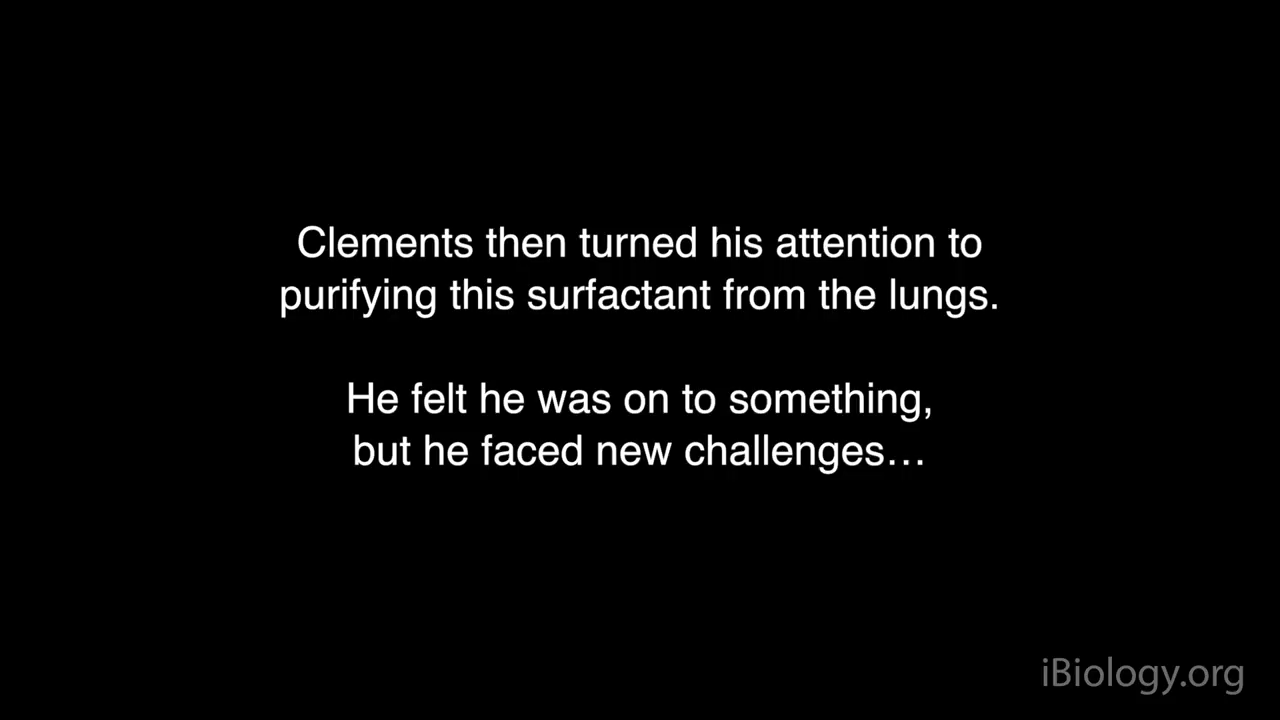 Clements then turned his attention to
purifying this surfactant from the lungs.
He felt he was on to something,
but he faced new challenges…
iBiology.org